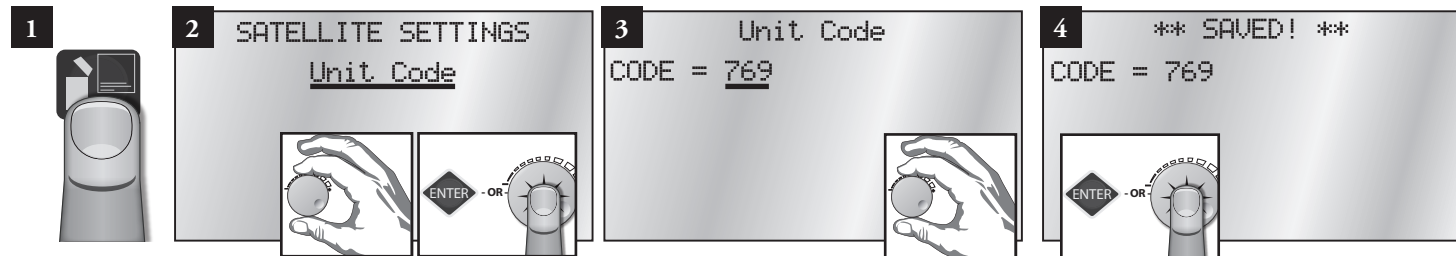 1
2
SATELLITE SETTINGS
Unit Code
ENTER
- OR -
3
Unit Code
CODE = 769
4
** SAVED! **
CODE = 769
ENTER
- OR -